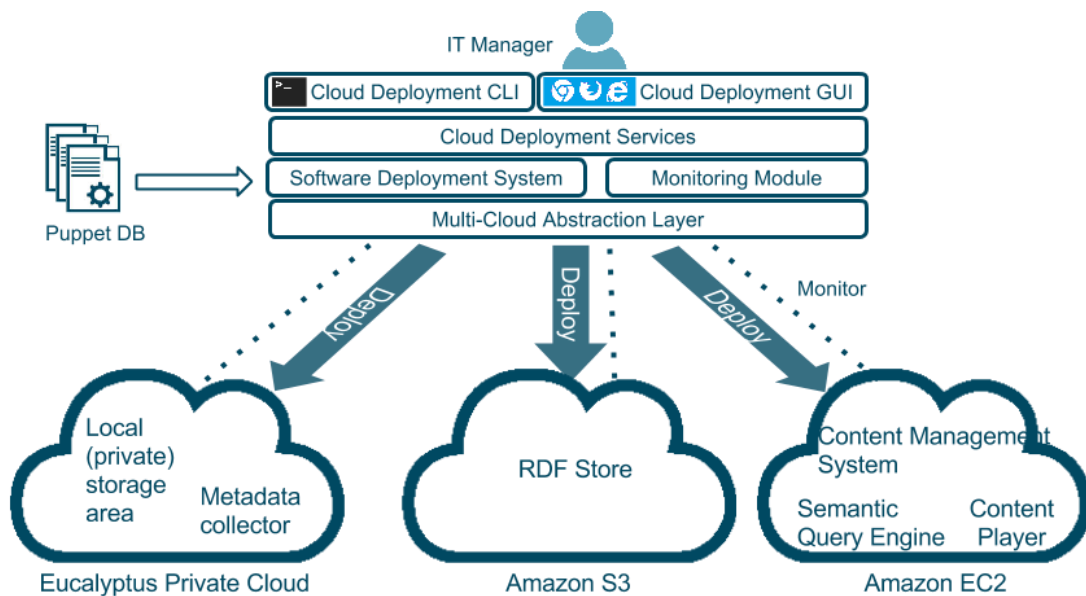 IT Manager
>_
Cloud Deployment CLI
Cloud Deployment GUI
Cloud Deployment Services
Software Deployment System
Monitoring Module
Multi-Cloud Abstraction Layer
Puppet DB
Deploy
Deploy
Deploy
Monitor
Local
(private)
storage
area
Metadada
collector
Eucalyptus Private Cloud
RDF Store
Amazon S3
Content Management
System
Semantic
Query Engine
Content
Player
Amazon EC2